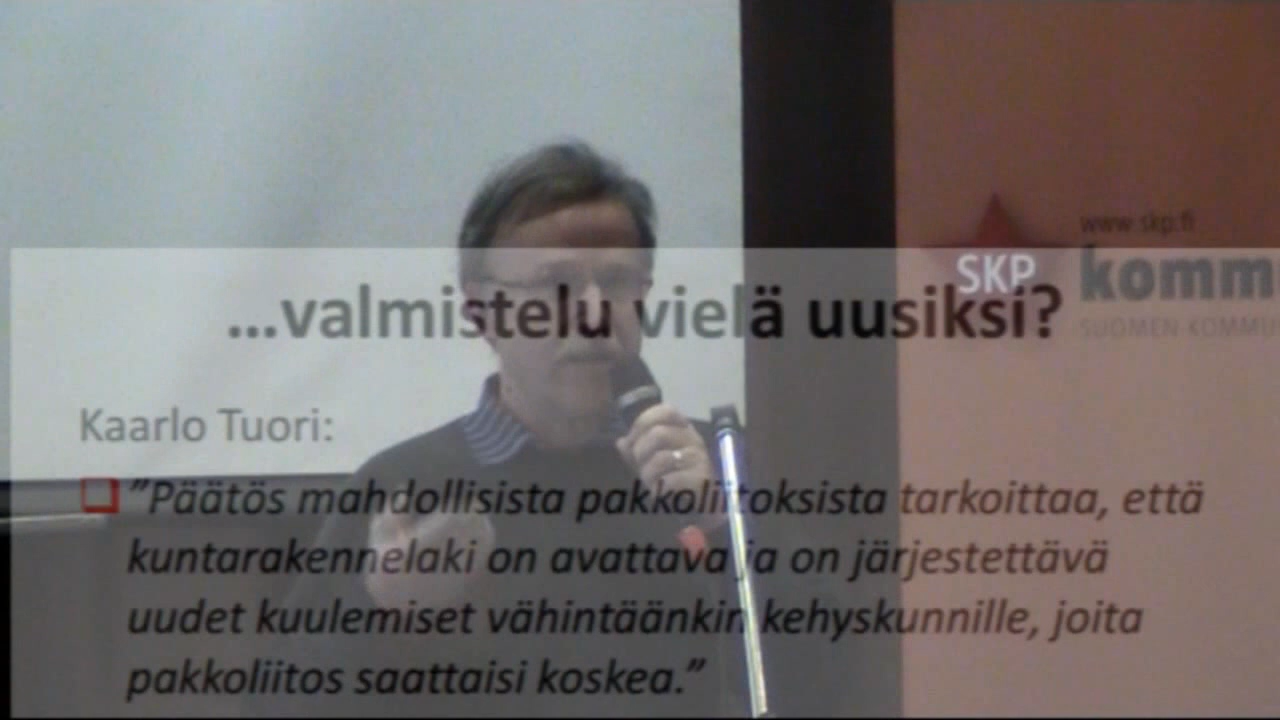 www.skp.fi
SKP
komm
SUOMEN KOMMU
...valmistelu vielä uusiksi?
Kaarlo Tuori:
”Päätös mahdollisista pakkoliitoksista tarkoittaa, että
kuntarakennelaki on avattava ja on järjestettävä
uudet kuulemiset vähintäänkin kehyskunnille, joita
pakkoliitos saattaisi koskea.”